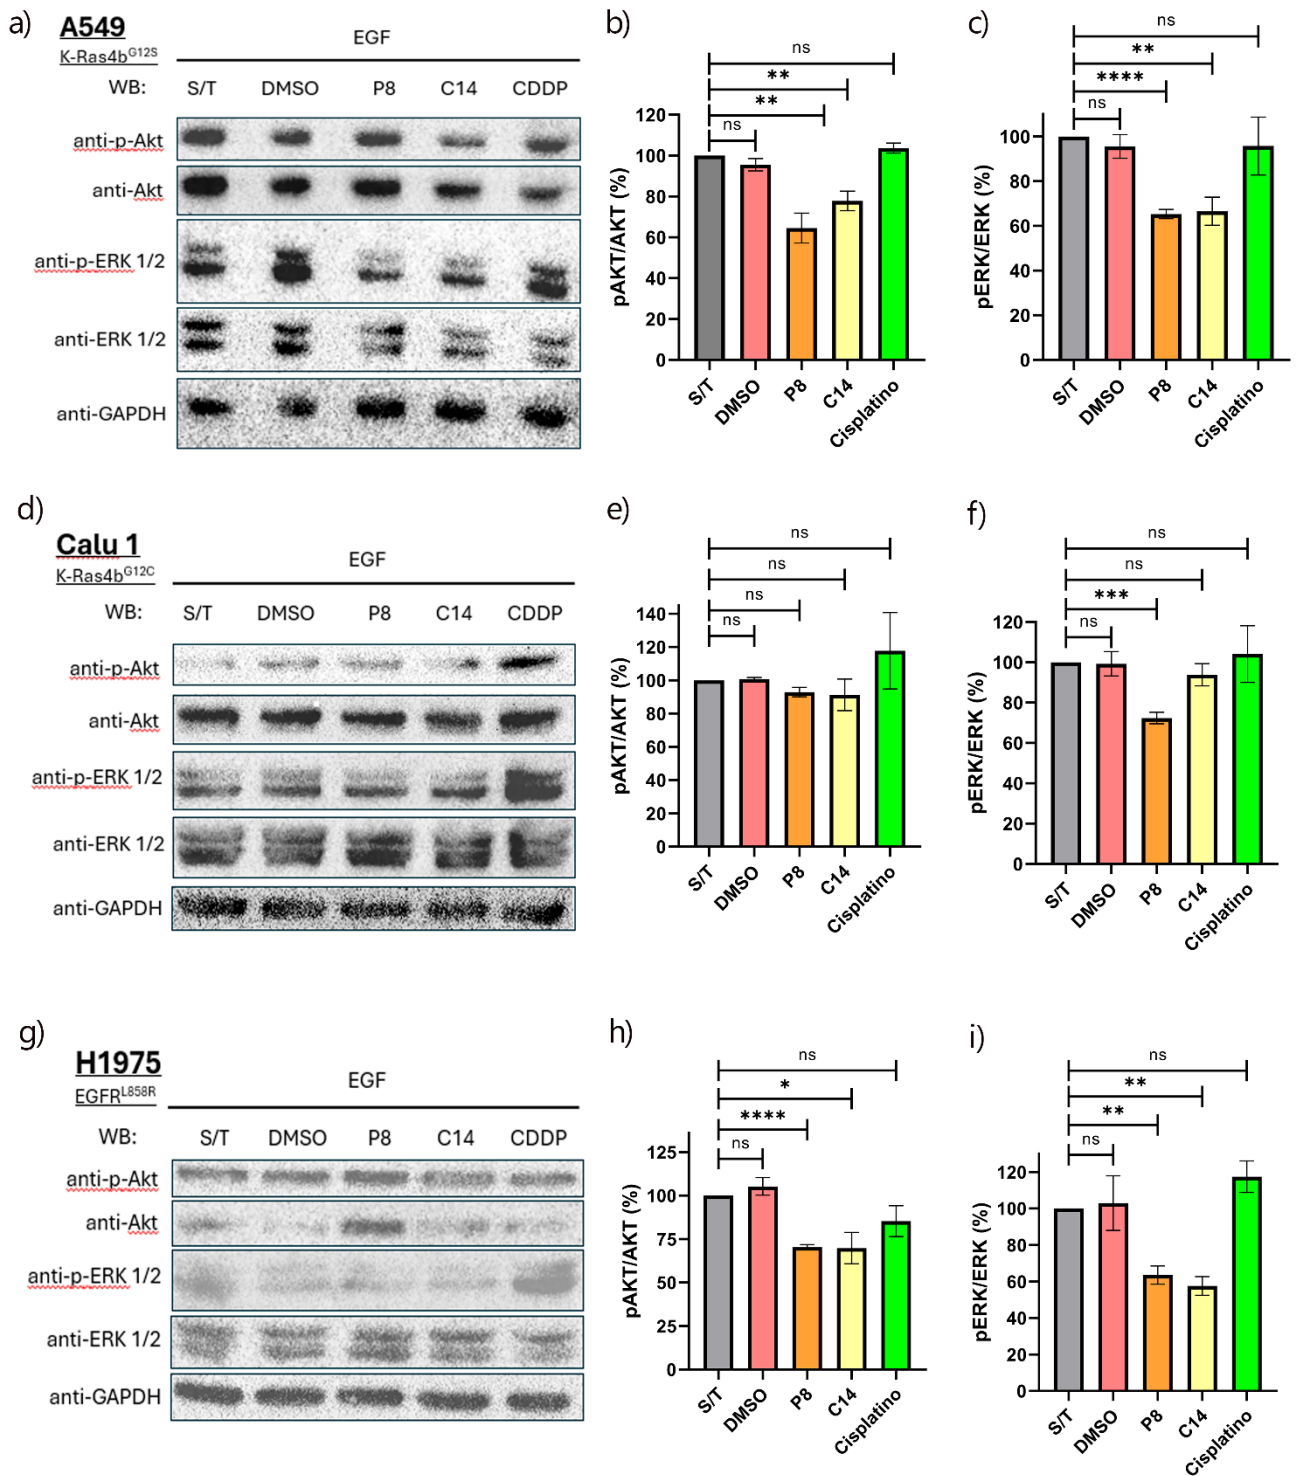 a)
A549
K-Ras4bG12S
EGF
WB: S/T DMSO P8 C14 CDDP
anti-p-Akt
anti-Akt
anti-p-ERK 1/2
anti-ERK 1/2
anti-GAPDH
b)
ns
**
**
ns
pAKT/AKT (%)
120
100
80
60
40
20
0
S/T DMSO P8 C14 Cisplatino
c)
ns
**
****
ns
pERK/ERK (%)
100
80
60
40
20
0
S/T DMSO P8 C14 Cisplatino
d)
Calu 1
K-Ras4bG12C
EGF
WB: S/T DMSO P8 C14 CDDP
anti-p-Akt
anti-Akt
anti-p-ERK 1/2
anti-ERK 1/2
anti-GAPDH
e)
ns
ns
ns
ns
pAKT/AKT (%)
140
120
100
80
60
40
20
0
S/T DMSO P8 C14 Cisplatino
f)
ns
ns
***
ns
pERK/ERK (%)
120
100
80
60
40
20
0
S/T DMSO P8 C14 Cisplatino
g)
H1975
EGFRL858R
EGF
WB: S/T DMSO P8 C14 CDDP
anti-p-Akt
anti-Akt
anti-p-ERK 1/2
anti-ERK 1/2
anti-GAPDH
h)
ns
*
****
ns
pAKT/AKT (%)
125
100
75
50
25
0
S/T DMSO P8 C14 Cisplatino
i)
ns
**
**
ns
pERK/ERK (%)
120
100
80
60
40
20
0
S/T DMSO P8 C14 Cisplatino